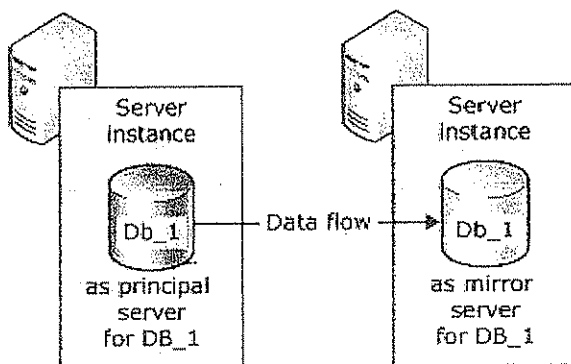 Server
instance
Db_1
as principal
server
for DB_1
Data flow
Server
instance
Db_1
as mirror
server
for DB_1